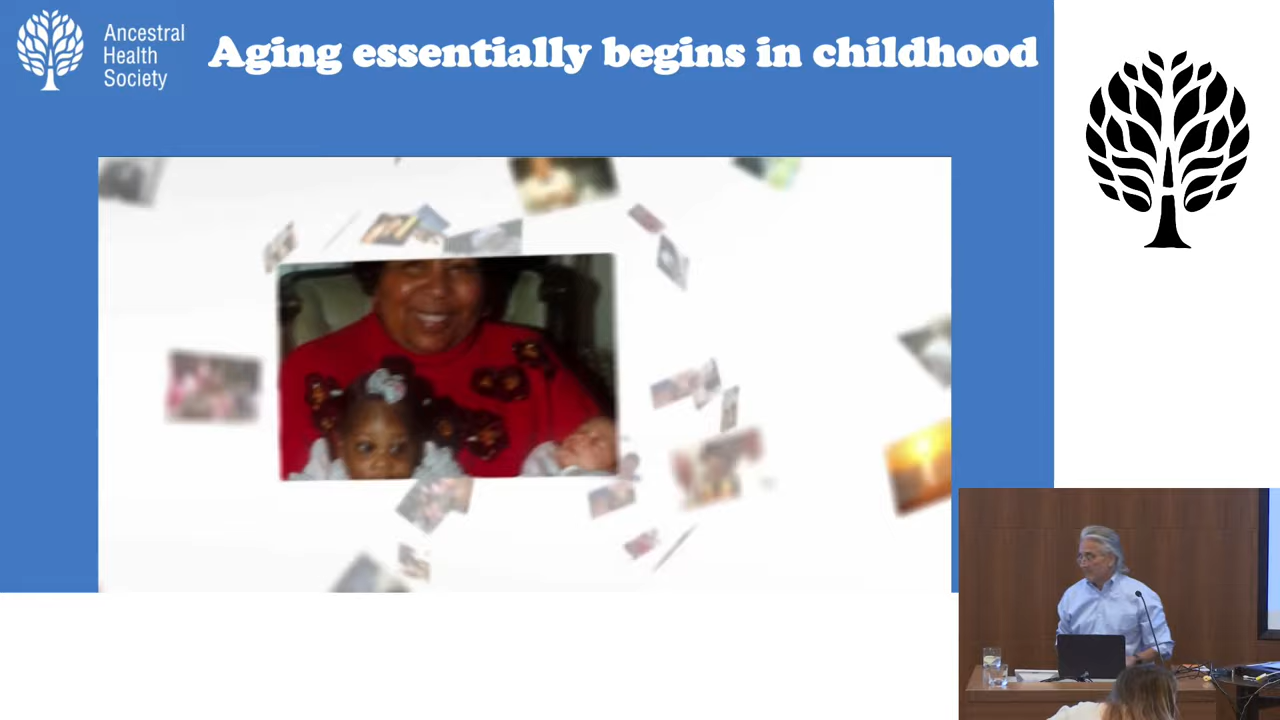 Ancestral
Health
Society
Aging essentially begins in childhood